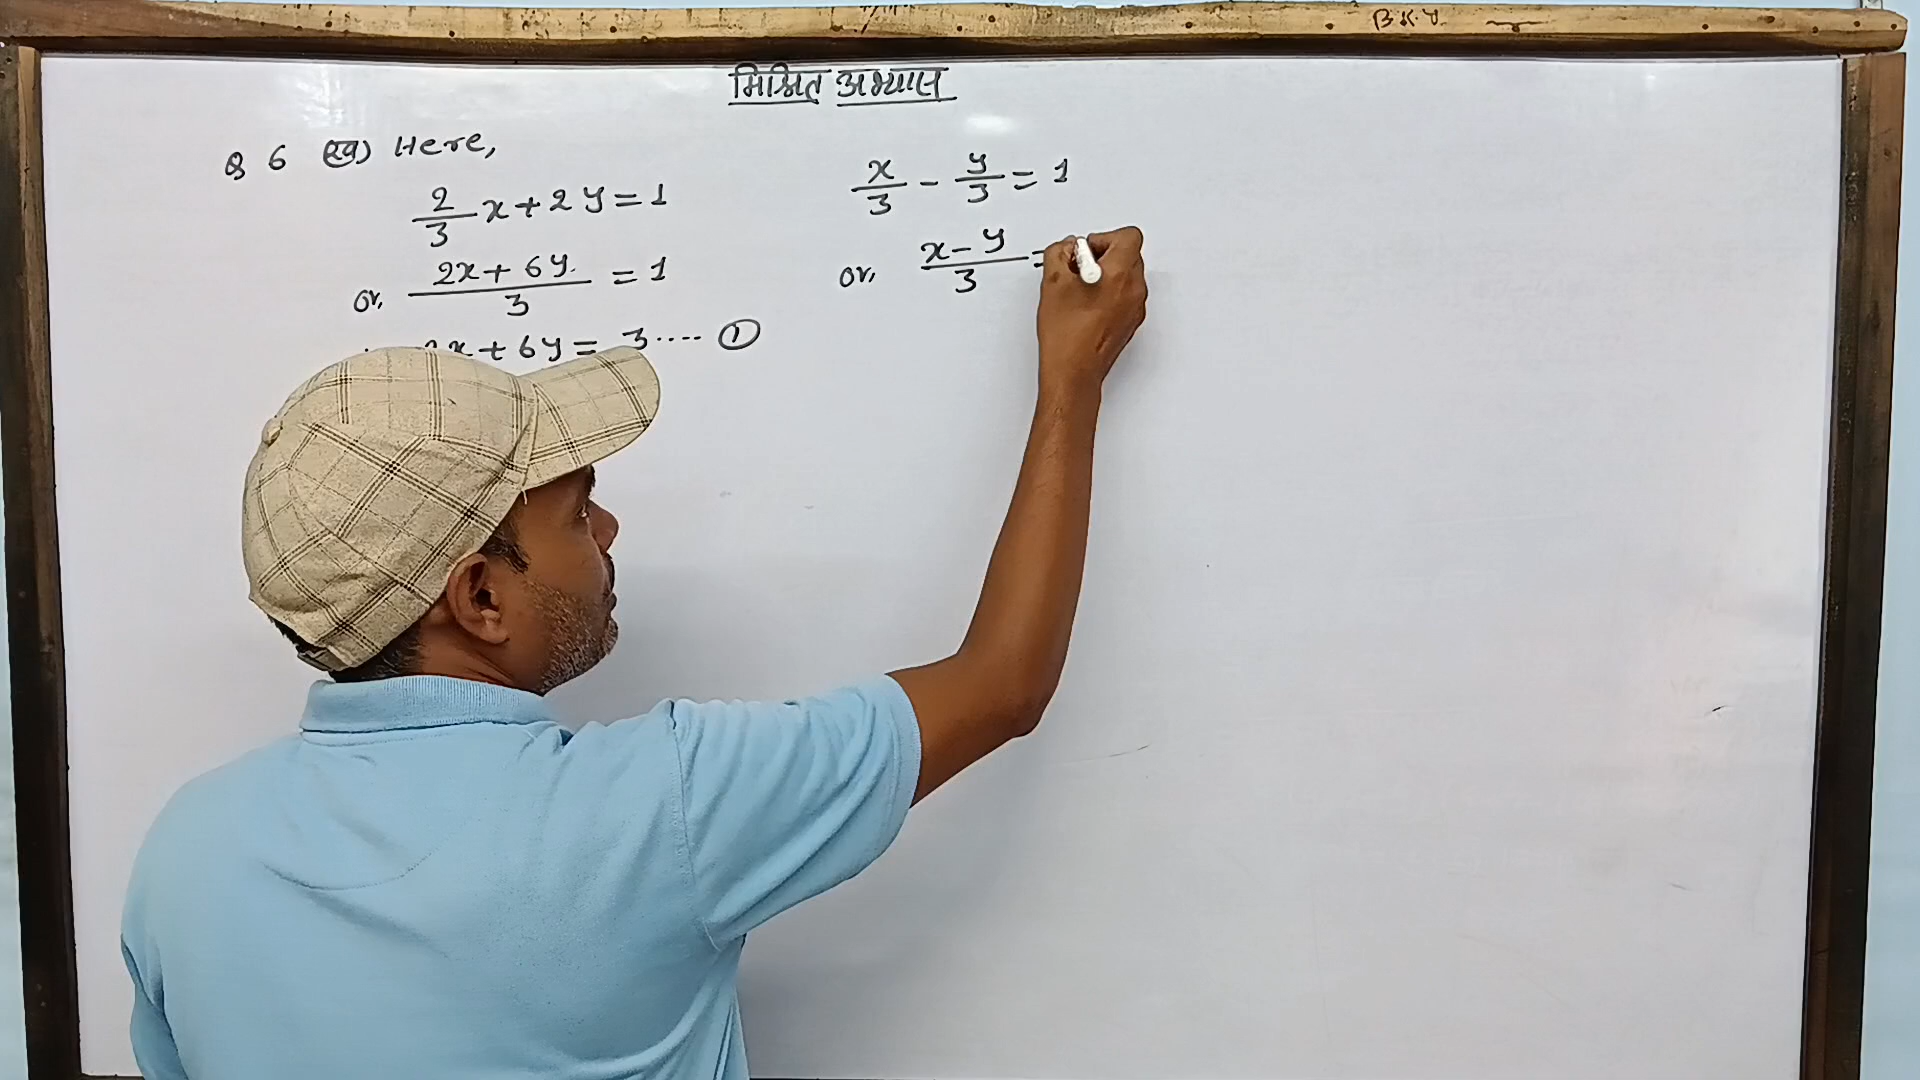 B.K.Y.
मिश्रित अभ्यास
Q 6 (ख) Here,
2/3 x + 2y = 1
or, 2x + 6y / 3 = 1
2x + 6y = 3 .... ①
x/3 - y/3 = 1
or, x - y / 3 =